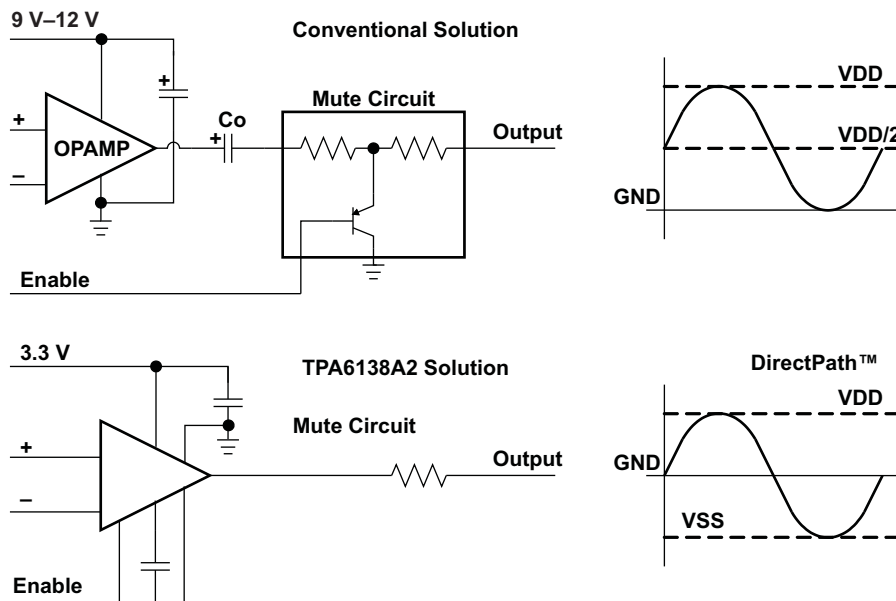 9 V–12 V
Conventional Solution
VDD
Mute Circuit
+
Co
+
+
OPAMP
Output
VDD/2
–
GND
Enable
3.3 V
TPA6138A2 Solution
DirectPath™
VDD
Mute Circuit
+
Output
GND
–
VSS
Enable